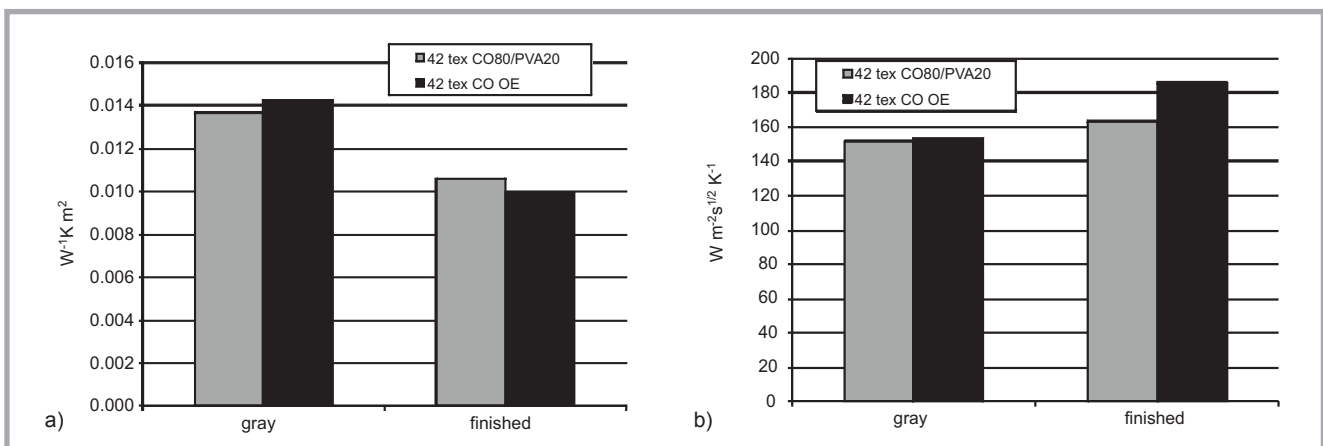 42 tex CO80/PVA20
42 tex CO OE
0.016
0.014
0.012
0.010
0.008
0.006
0.004
0.002
0.000
W⁻¹K m²
gray
finished
a)
42 tex CO80/PVA20
42 tex CO OE
200
180
160
140
120
100
80
60
40
20
0
W m⁻²s¹ᐟ² K⁻¹
gray
finished
b)